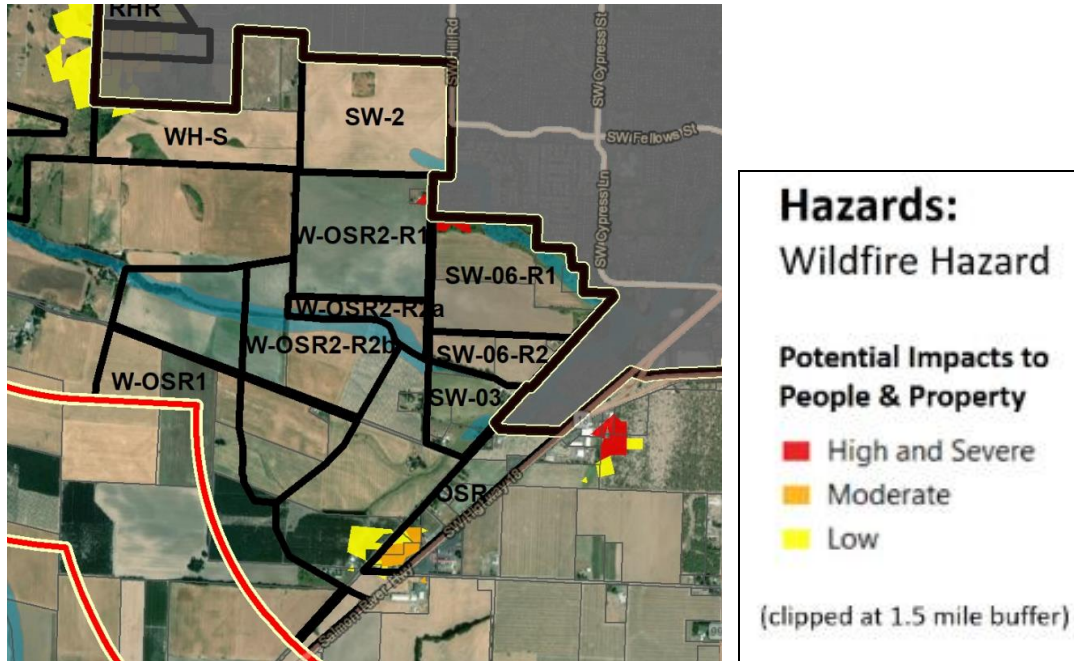 RHR
SW Hill Rd
SW Cypress St
SW-2
SW Fellows St
WH-S
SW Cypress Ln
W-OSR2-R1
SW-06-R1
W-OSR2-R2a
W-OSR2-R2b
SW-06-R2
W-OSR1
SW-03
OSR
SW Highway 18
Salmon River Hwy
Hazards:
Wildfire Hazard
Potential Impacts to
People & Property
High and Severe
Moderate
Low
(clipped at 1.5 mile buffer)